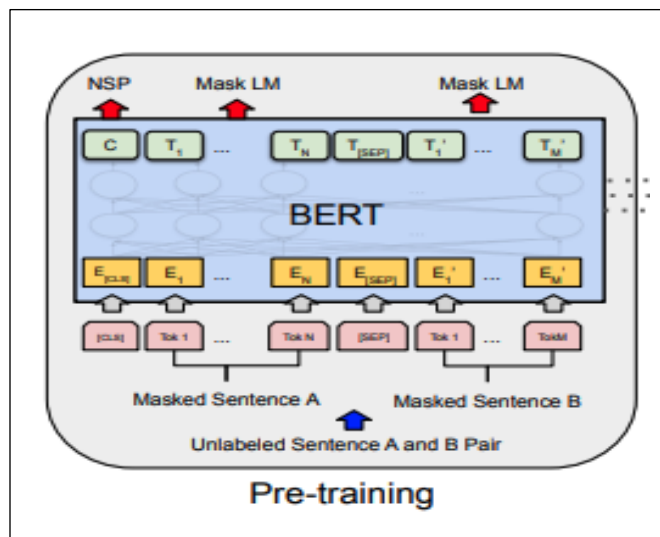 NSP Mask LM Mask LM
C T1 ... TN T[SEP] T1' ... TM'
...
BERT
...
E[CLS] E1 ... EN E[SEP] E1' ... EM'
[CLS] Tok 1 ... Tok N [SEP] Tok 1 ... TokM
Masked Sentence A Masked Sentence B
Unlabeled Sentence A and B Pair
Pre-training